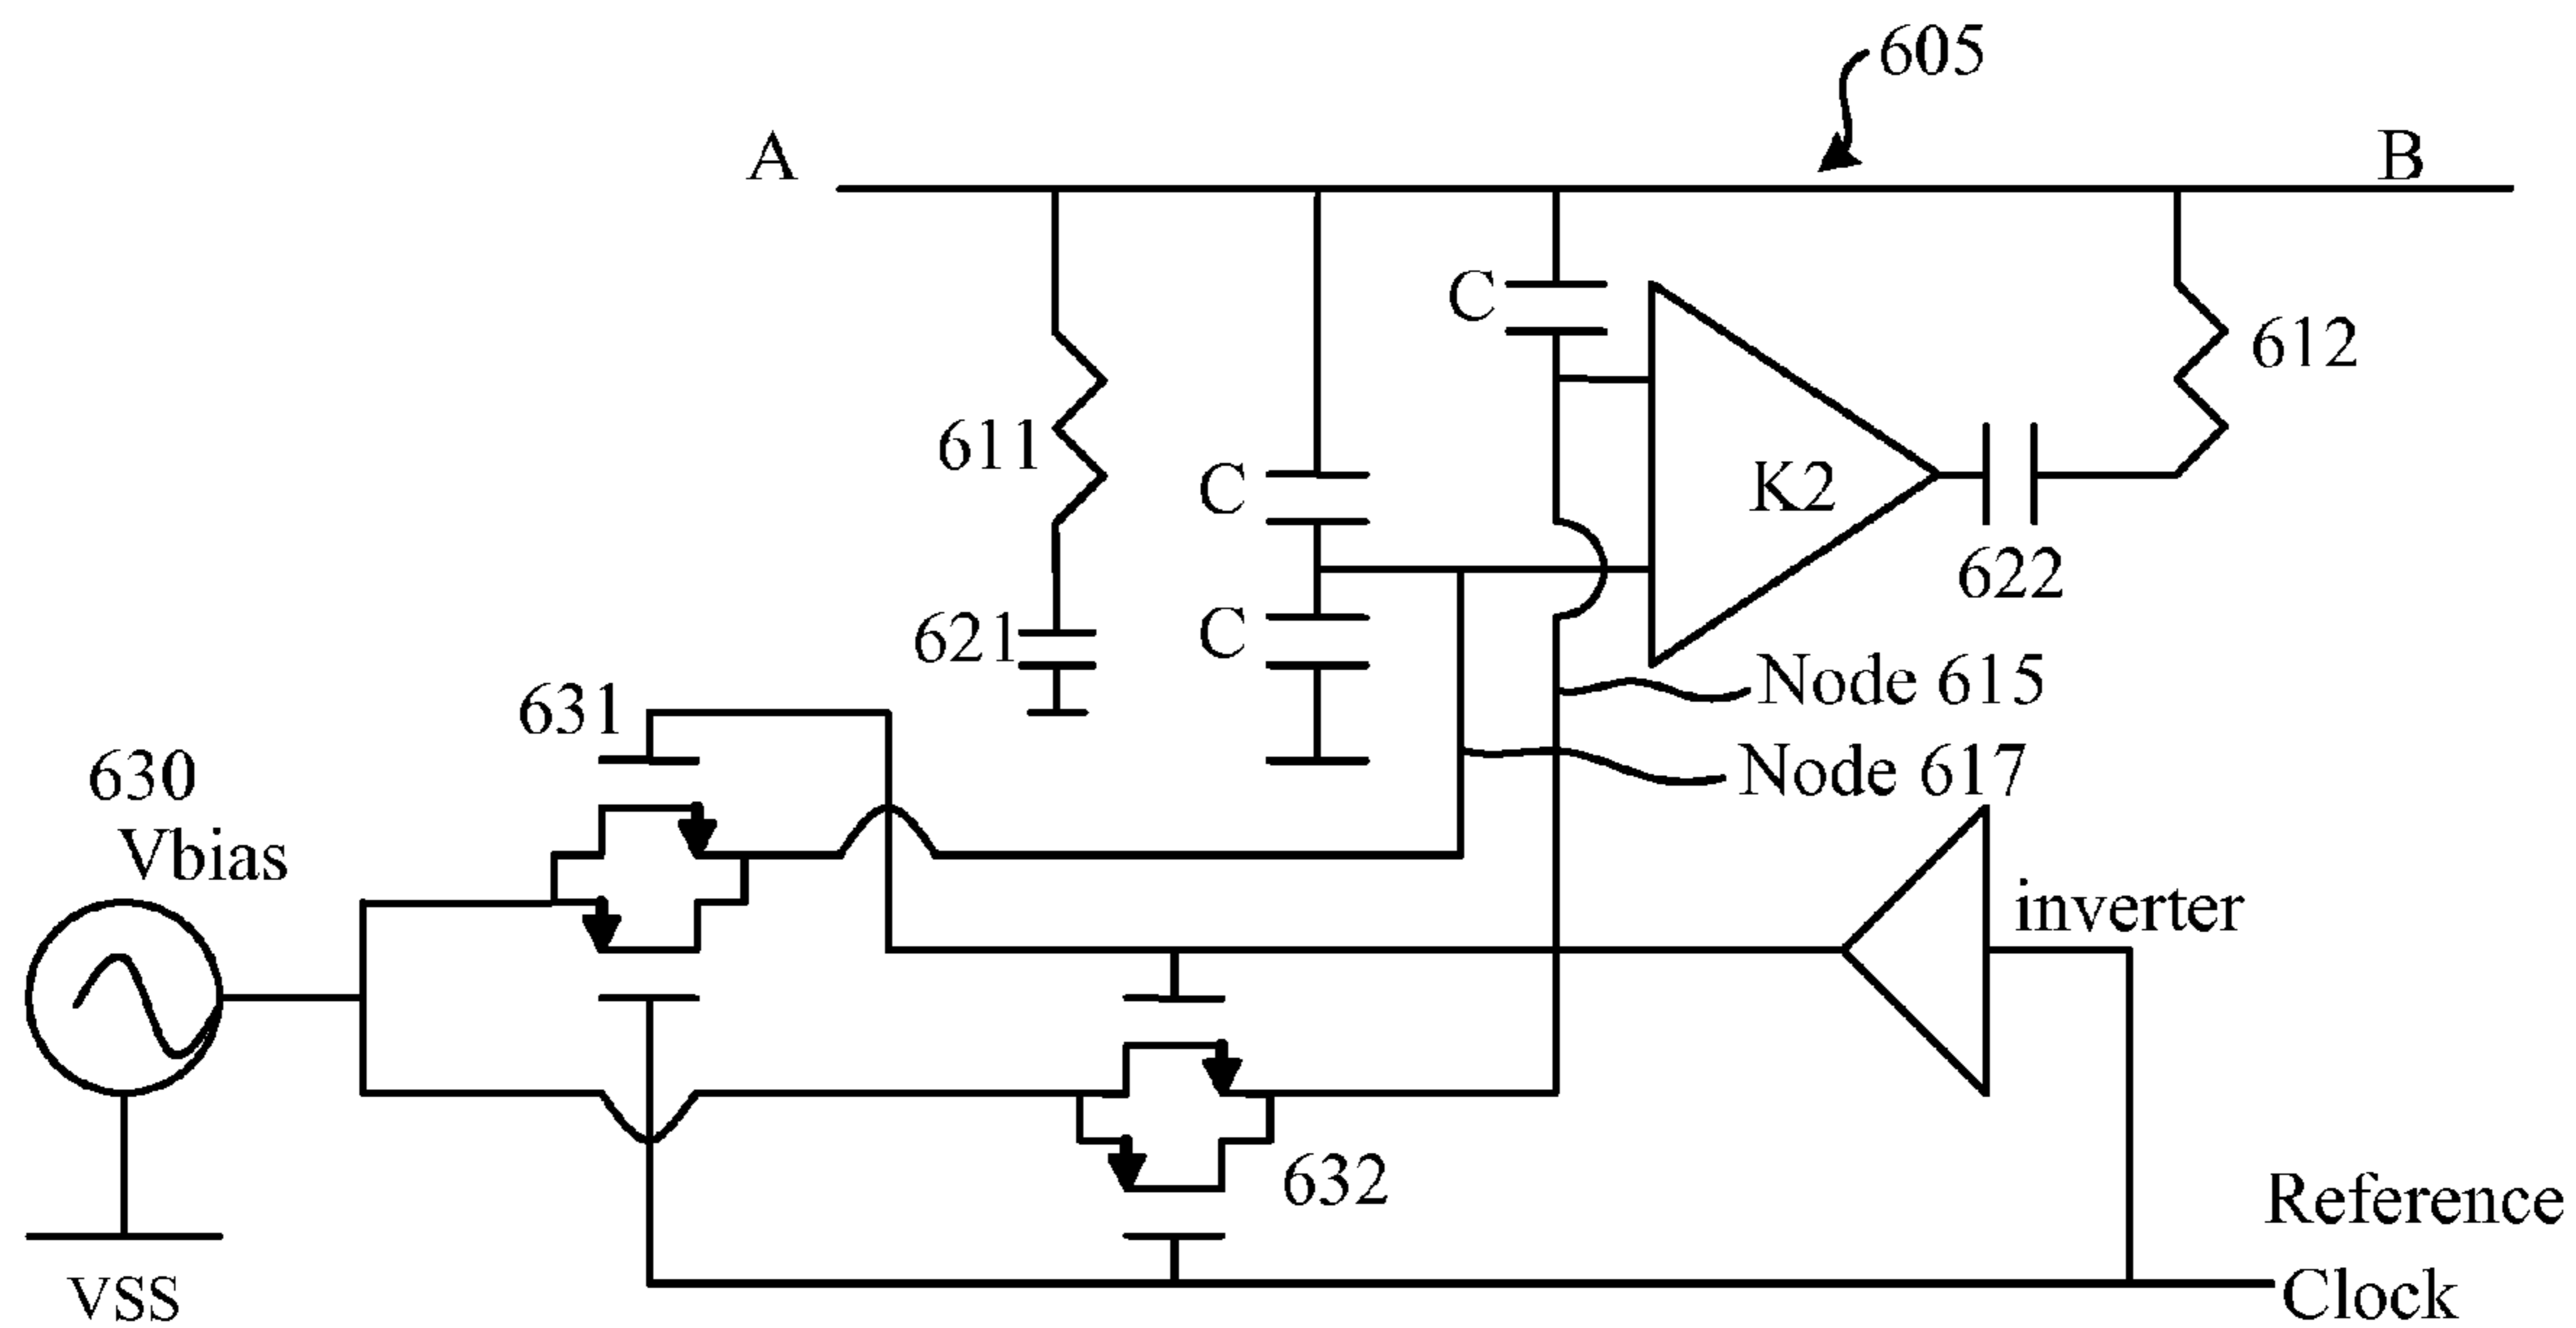 605
A
B
C
612
611
C
K2
622
621
C
Node 615
631
Node 617
630
Vbias
inverter
632
Reference
Clock
VSS